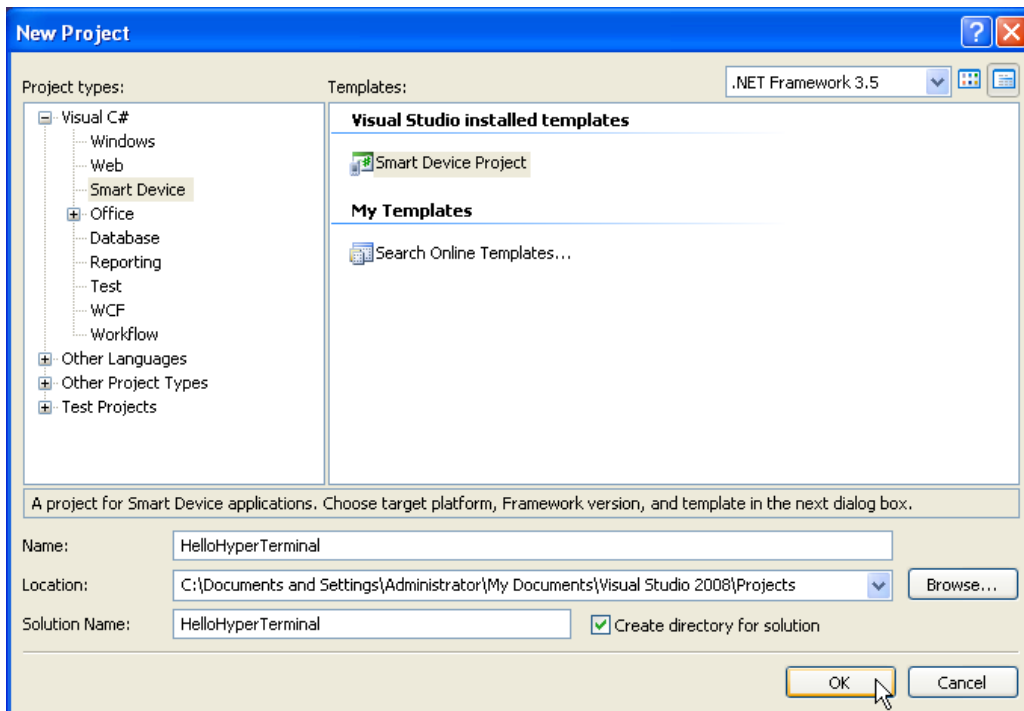 New Project
Project types:
Templates:
.NET Framework 3.5
Visual C#
Windows
Web
Smart Device
Office
Database
Reporting
Test
WCF
Workflow
Other Languages
Other Project Types
Test Projects
Visual Studio installed templates
Smart Device Project
My Templates
Search Online Templates...
A project for Smart Device applications. Choose target platform, Framework version, and template in the next dialog box.
Name:
HelloHyperTerminal
Location:
C:\Documents and Settings\Administrator\My Documents\Visual Studio 2008\Projects
Browse...
Solution Name:
HelloHyperTerminal
Create directory for solution
OK
Cancel